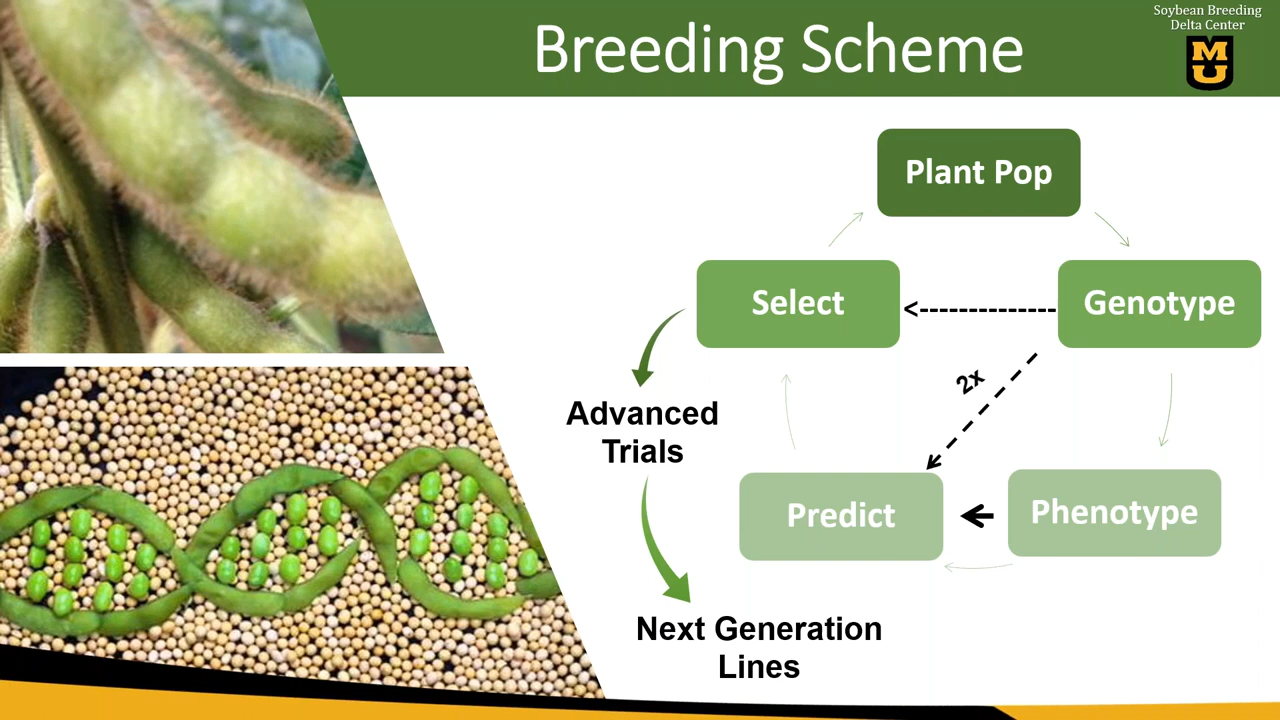 Breeding Scheme
Soybean Breeding
Delta Center
MU
Plant Pop
Select
Genotype
2x
Advanced
Trials
Predict
Phenotype
Next Generation
Lines